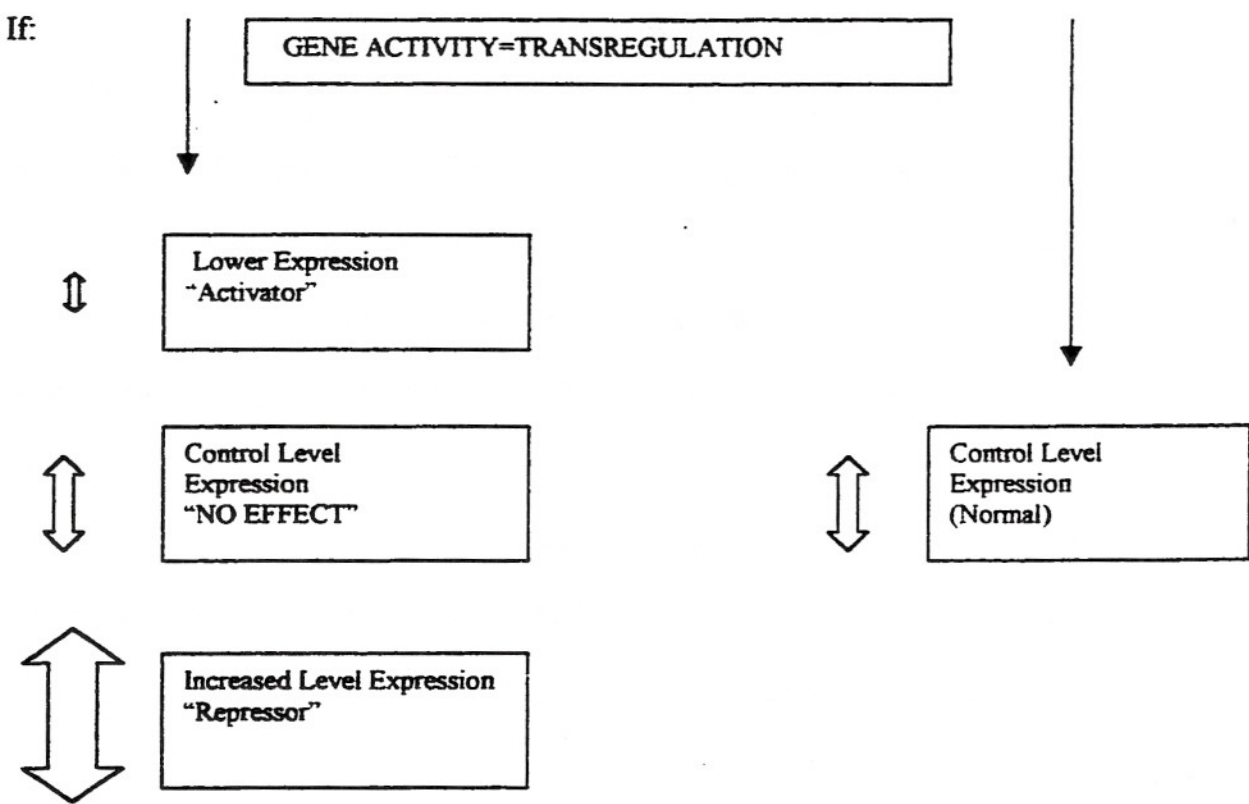 If:
GENE ACTIVITY=TRANSREGULATION
Lower Expression
"Activator"
Control Level
Expression
"NO EFFECT"
Control Level
Expression
(Normal)
Increased Level Expression
"Repressor"